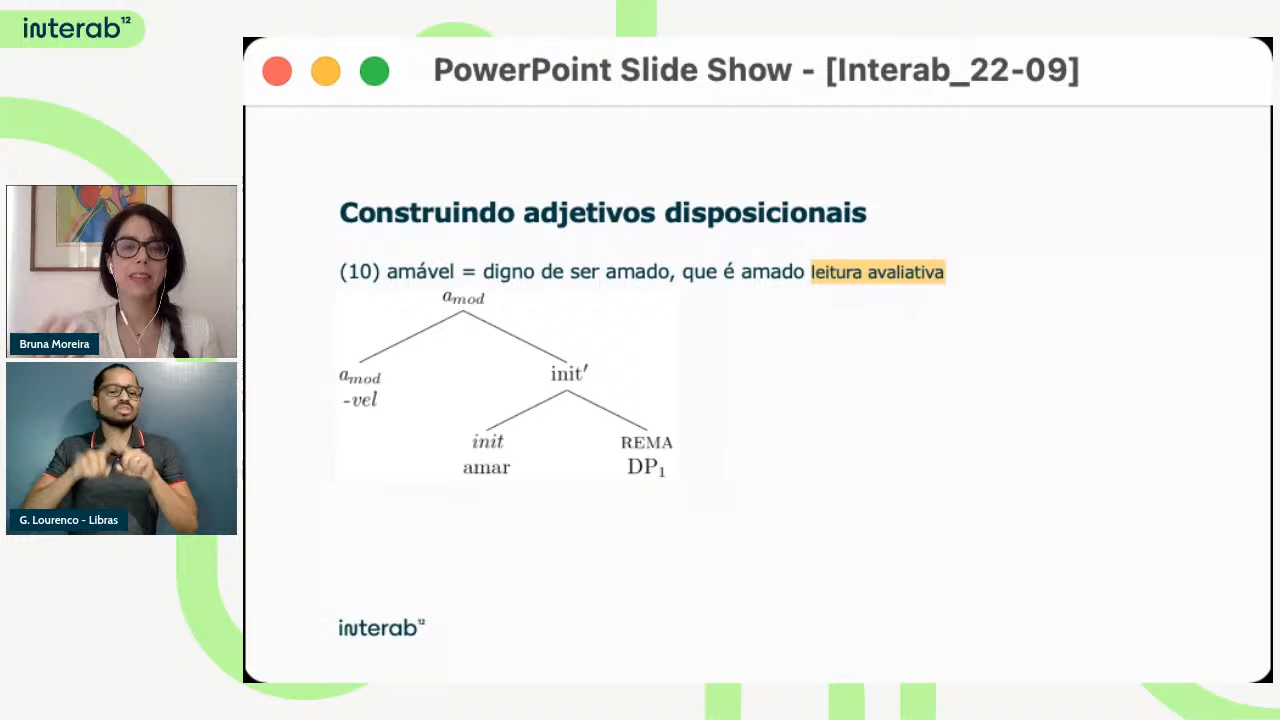 interab¹²
PowerPoint Slide Show - [Interab_22-09]
Construindo adjetivos disposicionais
(10) amável = digno de ser amado, que é amado leitura avaliativa
a_mod
a_mod
init′
-vel
init
REMA
amar
DP₁
Bruna Moreira
G. Lourenco - Libras
interab¹²